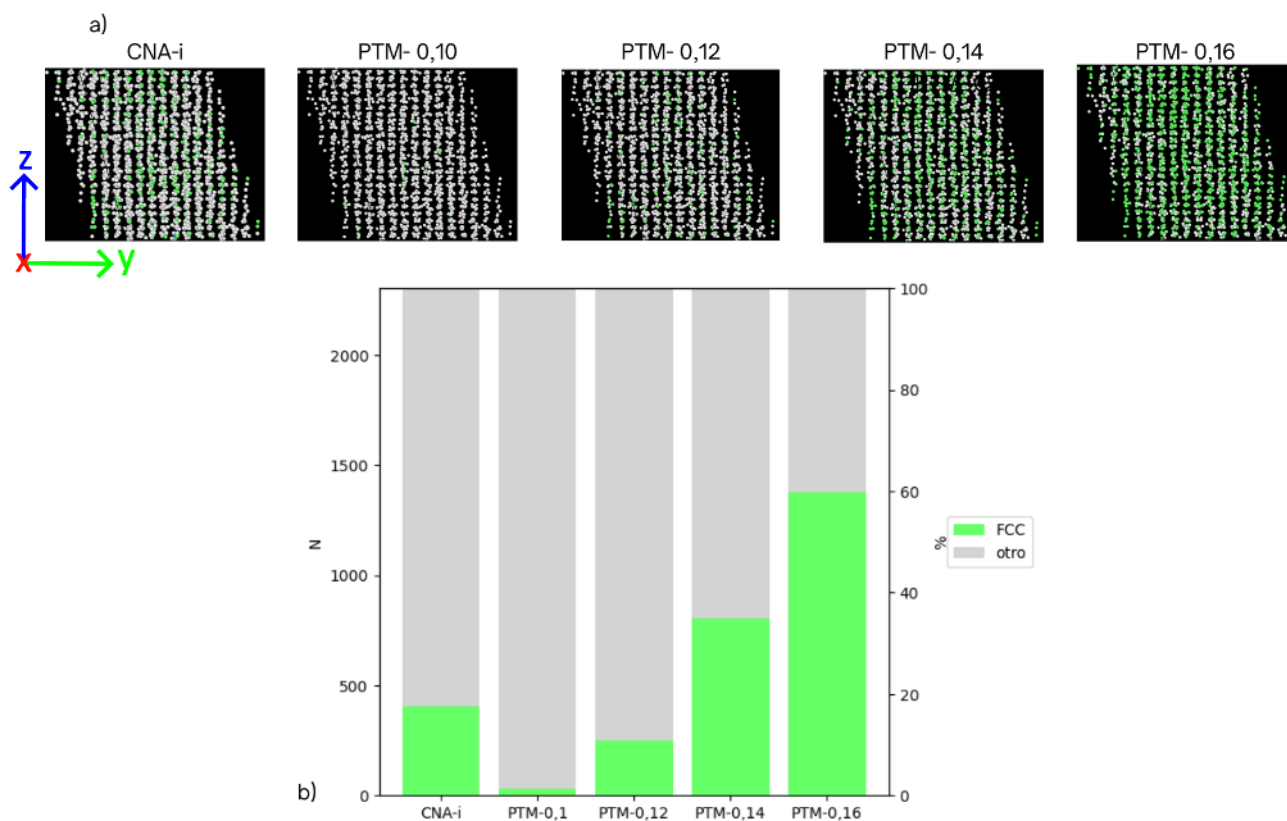 a)
CNA-i
PTM- 0,10
PTM- 0,12
PTM- 0,14
PTM- 0,16
z
x
y
2000
1500
1000
500
0
N
100
80
60
40
20
0
%
FCC
otro
b)
CNA-i
PTM-0,1
PTM-0,12
PTM-0,14
PTM-0,16